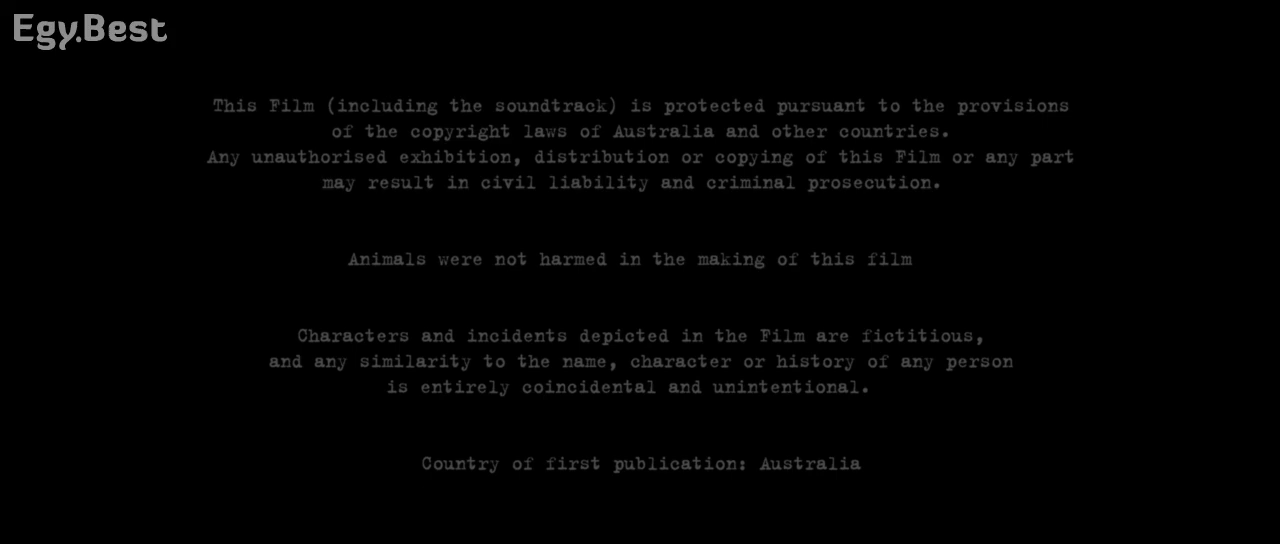 Egy.Best
This Film (including the soundtrack) is protected pursuant to the provisions
of the copyright laws of Australia and other countries.
Any unauthorised exhibition, distribution or copying of this Film or any part
may result in civil liability and criminal prosecution.
Animals were not harmed in the making of this film
Characters and incidents depicted in the Film are fictitious,
and any similarity to the name, character or history of any person
is entirely coincidental and unintentional.
Country of first publication: Australia